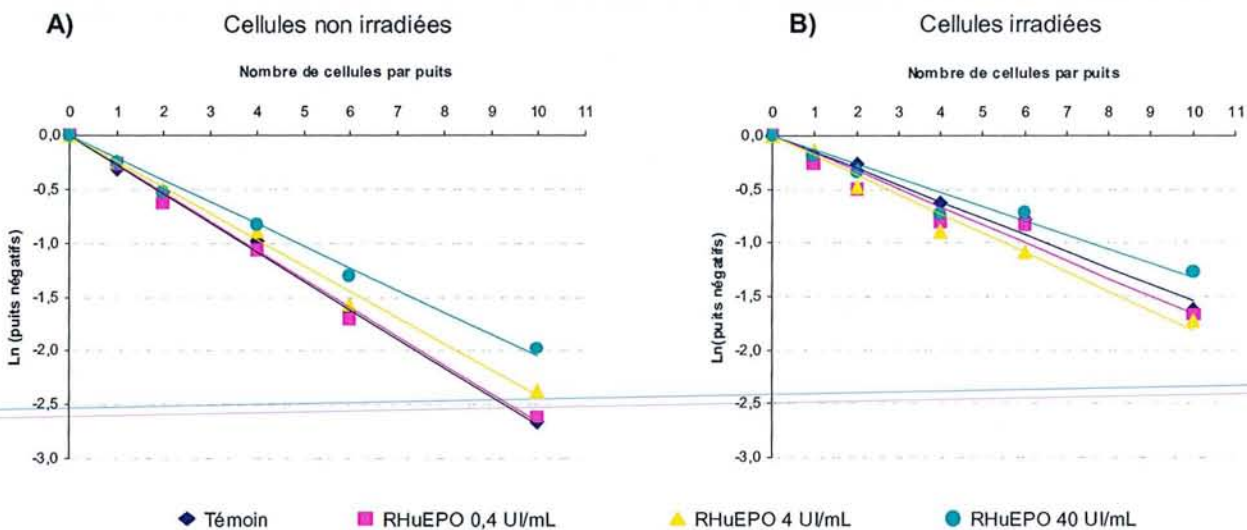 A) Cellules non irradiées
Nombre de cellules par puits
0 1 2 3 4 5 6 7 8 9 10 11
0,0
-0,5
-1,0
-1,5
-2,0
-2,5
-3,0
Ln (puits négatifs)
B) Cellules irradiées
Nombre de cellules par puits
0 1 2 3 4 5 6 7 8 9 10 11
0,0
-0,5
-1,0
-1,5
-2,0
-2,5
-3,0
Ln(puits négatifs)
Témoin RHuEPO 0,4 UI/mL RHuEPO 4 UI/mL RHuEPO 40 UI/mL